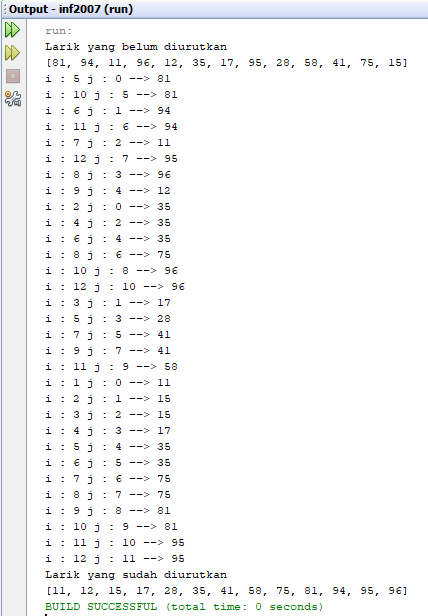 Output - inf2007 (run)
run:
Larik yang belum diurutkan
[81, 94, 11, 96, 12, 35, 17, 95, 28, 58, 41, 75, 15]
i : 5 j : 0 --> 81
i : 10 j : 5 --> 81
i : 6 j : 1 --> 94
i : 11 j : 6 --> 94
i : 7 j : 2 --> 11
i : 12 j : 7 --> 95
i : 8 j : 3 --> 96
i : 9 j : 4 --> 12
i : 2 j : 0 --> 35
i : 4 j : 2 --> 35
i : 6 j : 4 --> 35
i : 8 j : 6 --> 75
i : 10 j : 8 --> 96
i : 12 j : 10 --> 96
i : 3 j : 1 --> 17
i : 5 j : 3 --> 28
i : 7 j : 5 --> 41
i : 9 j : 7 --> 41
i : 11 j : 9 --> 58
i : 1 j : 0 --> 11
i : 2 j : 1 --> 15
i : 3 j : 2 --> 15
i : 4 j : 3 --> 17
i : 5 j : 4 --> 35
i : 6 j : 5 --> 35
i : 7 j : 6 --> 75
i : 8 j : 7 --> 75
i : 9 j : 8 --> 81
i : 10 j : 9 --> 81
i : 11 j : 10 --> 95
i : 12 j : 11 --> 95
Larik yang sudah diurutkan
[11, 12, 15, 17, 28, 35, 41, 58, 75, 81, 94, 95, 96]
BUILD SUCCESSFUL (total time: 0 seconds)